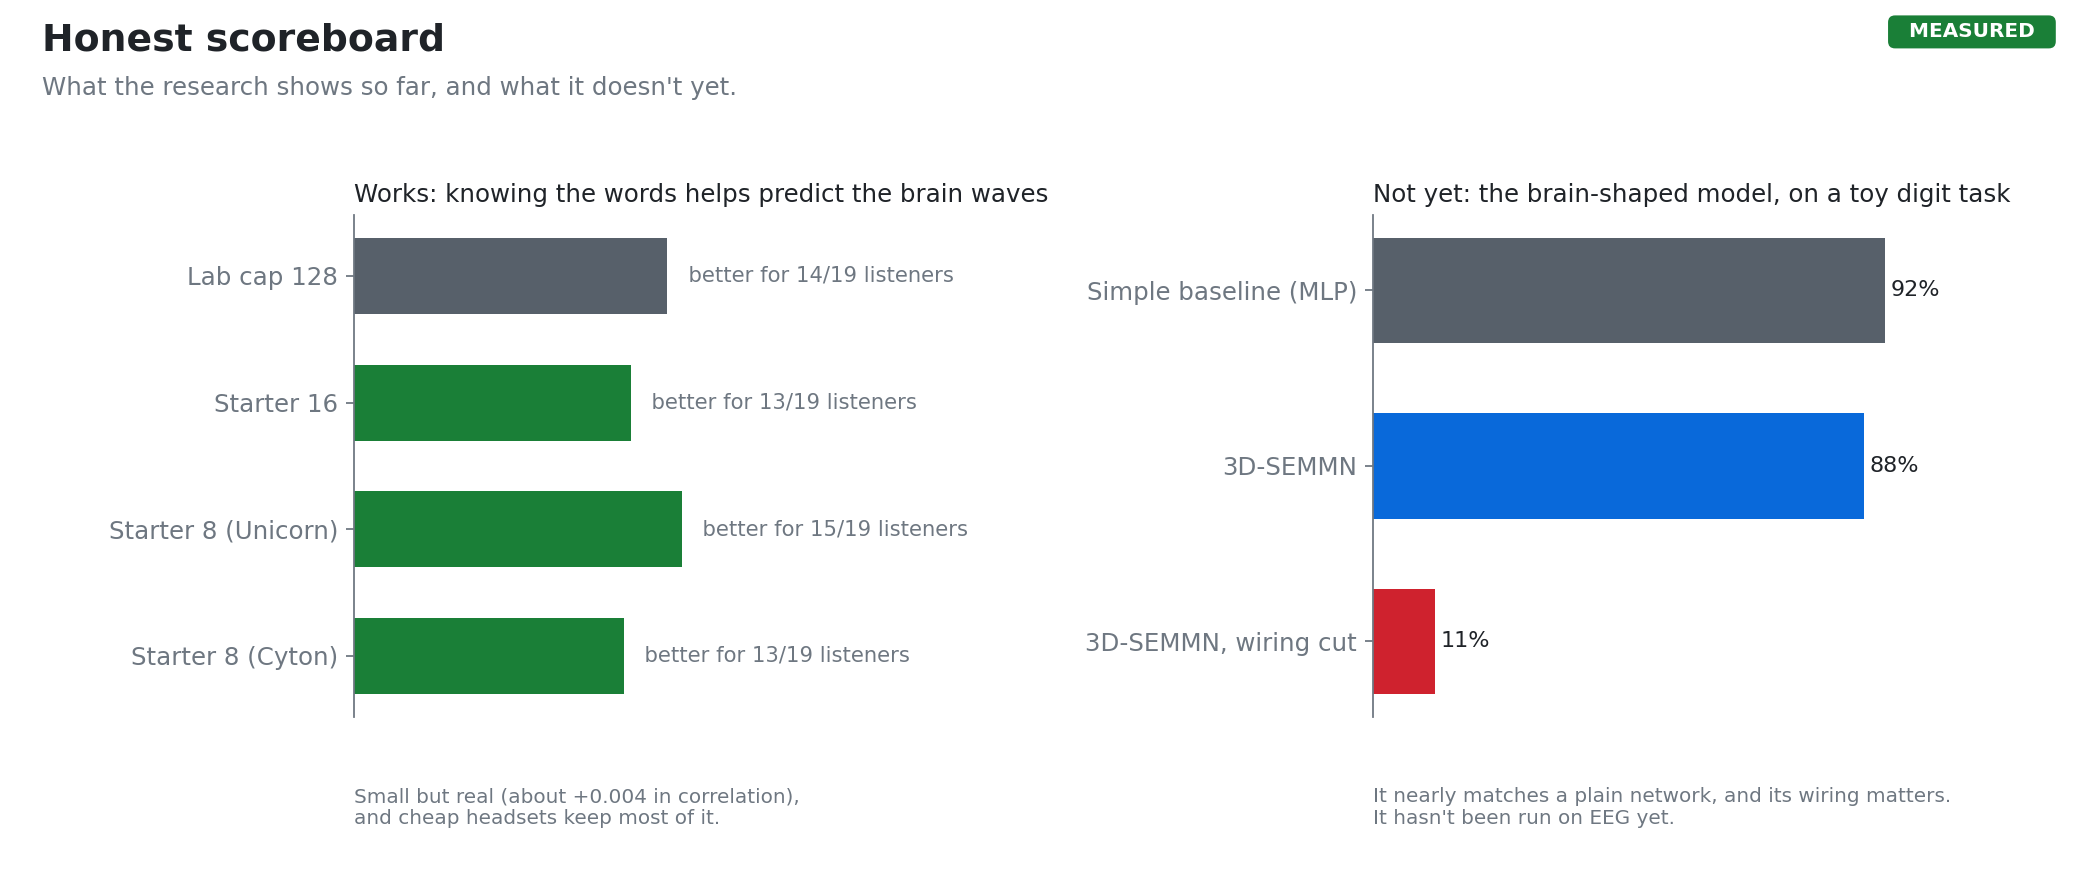 Honest scoreboard
MEASURED
What the research shows so far, and what it doesn't yet.
Works: knowing the words helps predict the brain waves
Lab cap 128
better for 14/19 listeners
Starter 16
better for 13/19 listeners
Starter 8 (Unicorn)
better for 15/19 listeners
Starter 8 (Cyton)
better for 13/19 listeners
Small but real (about +0.004 in correlation),
and cheap headsets keep most of it.
Not yet: the brain-shaped model, on a toy digit task
Simple baseline (MLP)
92%
3D-SEMMN
88%
3D-SEMMN, wiring cut
11%
It nearly matches a plain network, and its wiring matters.
It hasn't been run on EEG yet.